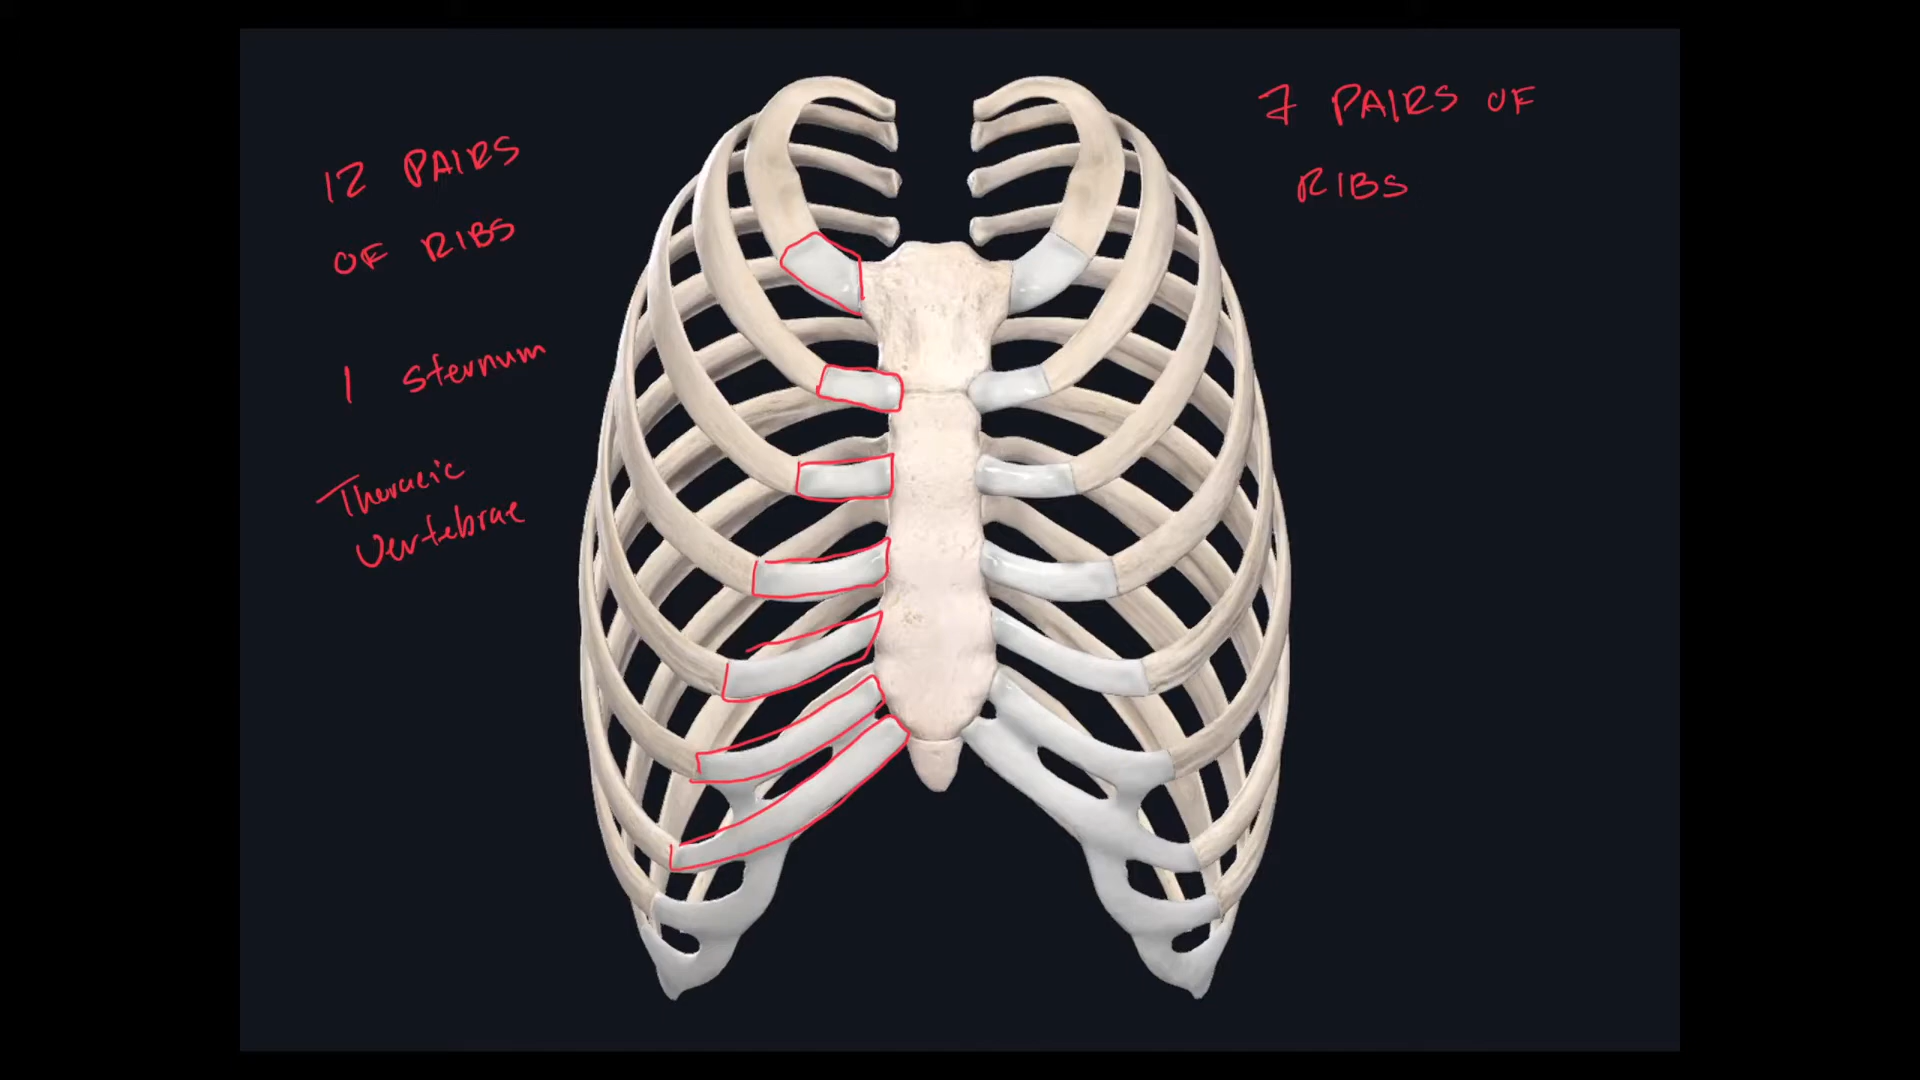 12 PAIRS
OF RIBS
1 sternum
Thoracic
vertebrae
7 PAIRS OF
RIBS